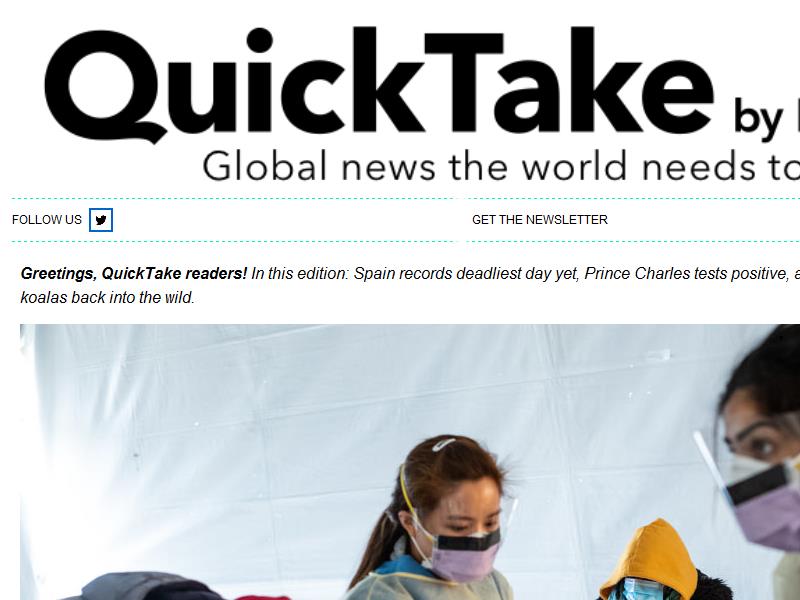 QuickTake by
Global news the world needs to
FOLLOW US
GET THE NEWSLETTER
Greetings, QuickTake readers! In this edition: Spain records deadliest day yet, Prince Charles tests positive,
koalas back into the wild.